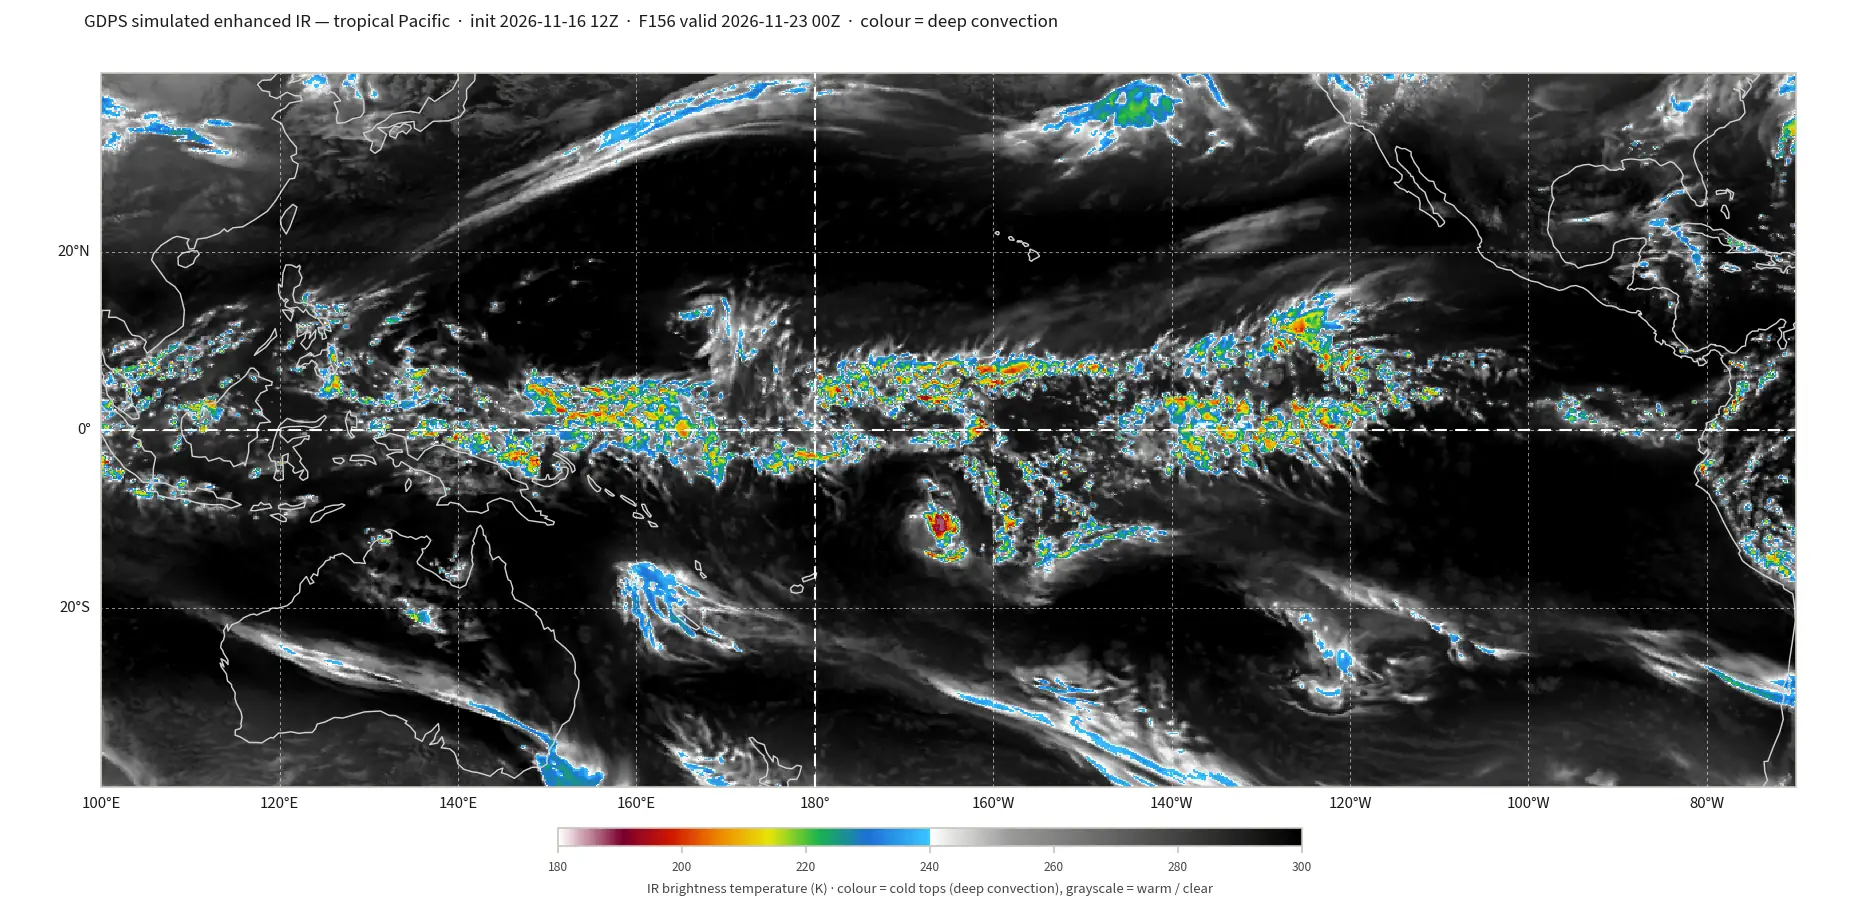 GDPS simulated enhanced IR — tropical Pacific · init 2026-11-16 12Z · F156 valid 2026-11-23 00Z · colour = deep convection
20°N
0°
20°S
100°E 120°E 140°E 160°E 180° 160°W 140°W 120°W 100°W 80°W
180 200 220 240 260 280 300
IR brightness temperature (K) · colour = cold tops (deep convection), grayscale = warm / clear